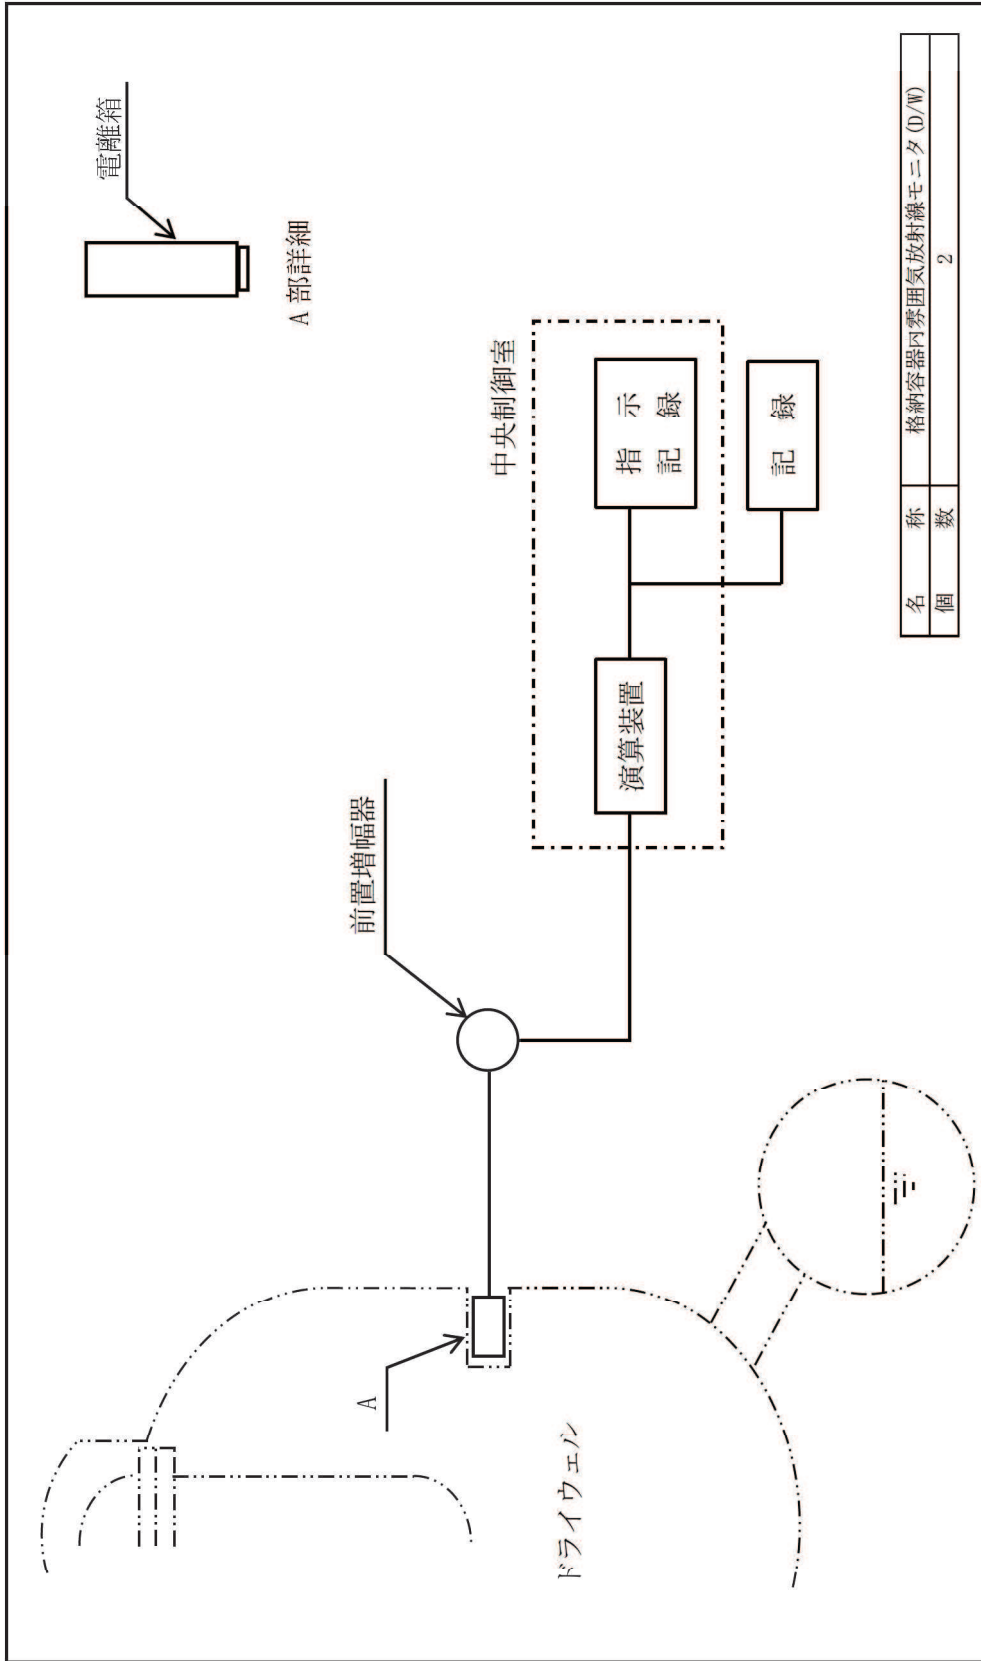 電離箱
A 部詳細
中央制御室
指 示
記 録
記 録
演算装置
前置増幅器
A
ドライウェル
名 称 格納容器内雰囲気放射線モニタ(D/W)
個 数 2